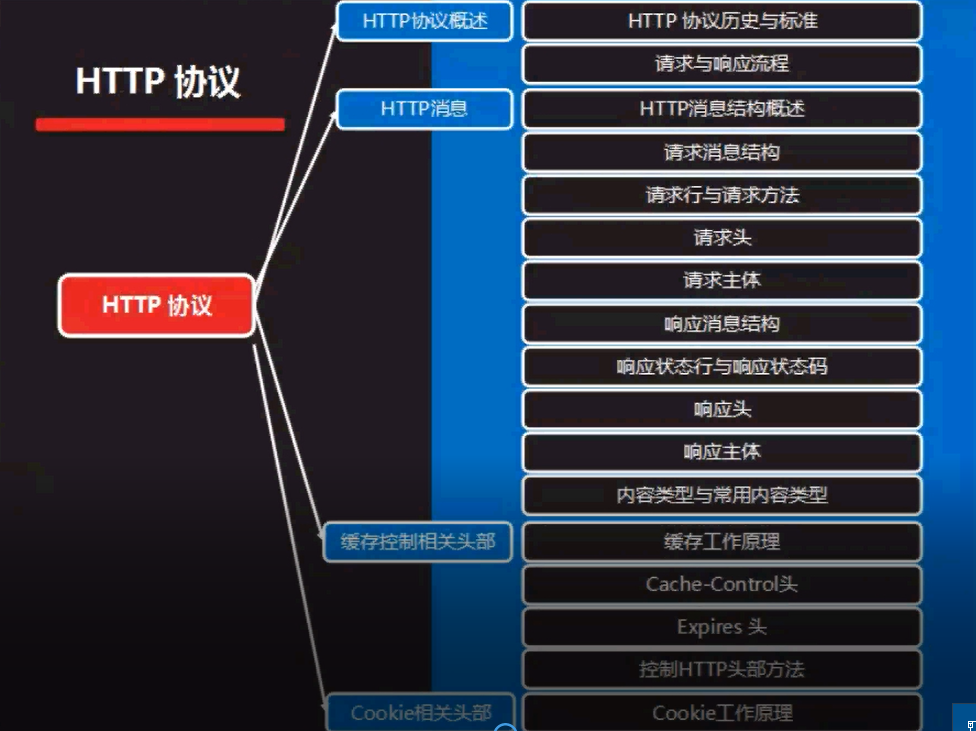 HTTP 协议
HTTP 协议
HTTP协议概述
HTTP 协议历史与标准
请求与响应流程
HTTP消息
HTTP消息结构概述
请求消息结构
请求行与请求方法
请求头
请求主体
响应消息结构
响应状态行与响应状态码
响应头
响应主体
内容类型与常用内容类型
缓存控制相关头部
缓存工作原理
Cache-Control头
Expires 头
控制HTTP头部方法
Cookie相关头部
Cookie工作原理